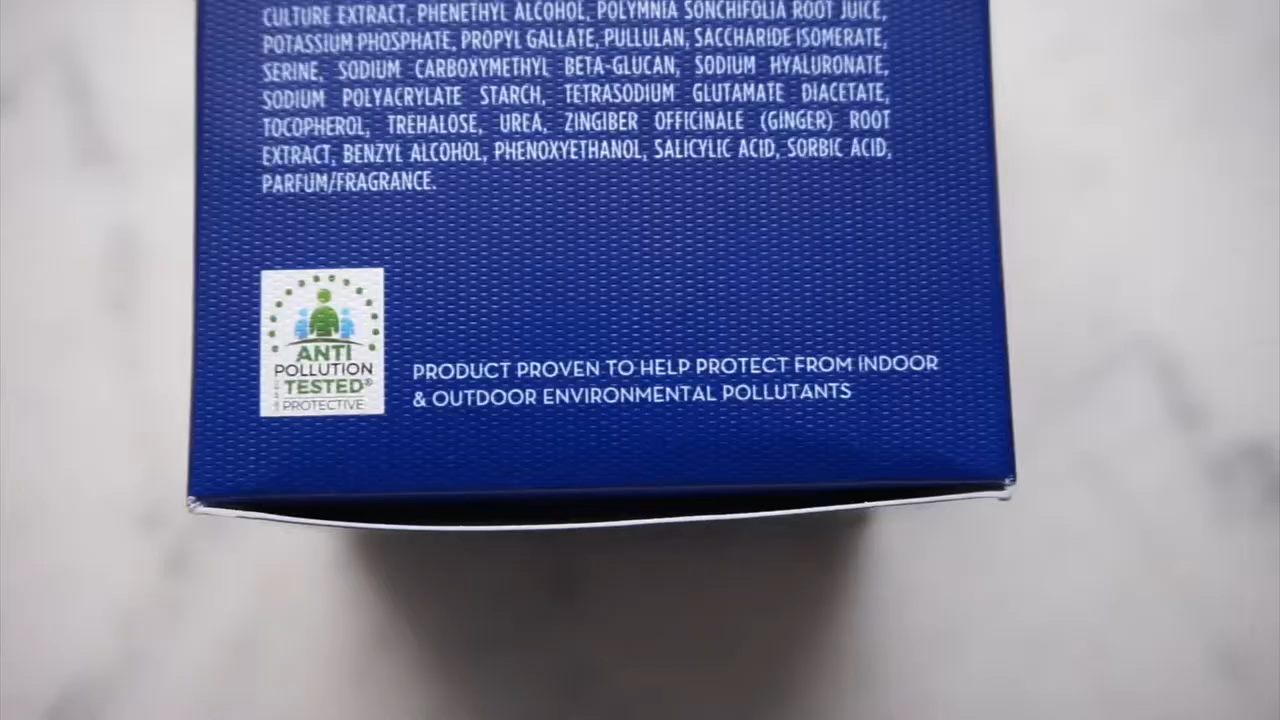 CULTURE EXTRACT, PHENETHYL ALCOHOL, POLYMNIA SONCHIFOLIA ROOT JUICE,
POTASSIUM PHOSPHATE, PROPYL GALLATE, PULLULAN, SACCHARIDE ISOMERATE,
SERINE, SODIUM CARBOXYMETHYL BETA-GLUCAN, SODIUM HYALURONATE,
SODIUM POLYACRYLATE STARCH, TETRASODIUM GLUTAMATE DIACETATE,
TOCOPHEROL, TREHALOSE, UREA, ZINGIBER OFFICINALE (GINGER) ROOT
EXTRACT, BENZYL ALCOHOL, PHENOXYETHANOL, SALICYLIC ACID, SORBIC ACID,
PARFUM/FRAGRANCE.
ANTI
POLLUTION
TESTED®
PROTECTIVE
PRODUCT PROVEN TO HELP PROTECT FROM INDOOR
& OUTDOOR ENVIRONMENTAL POLLUTANTS